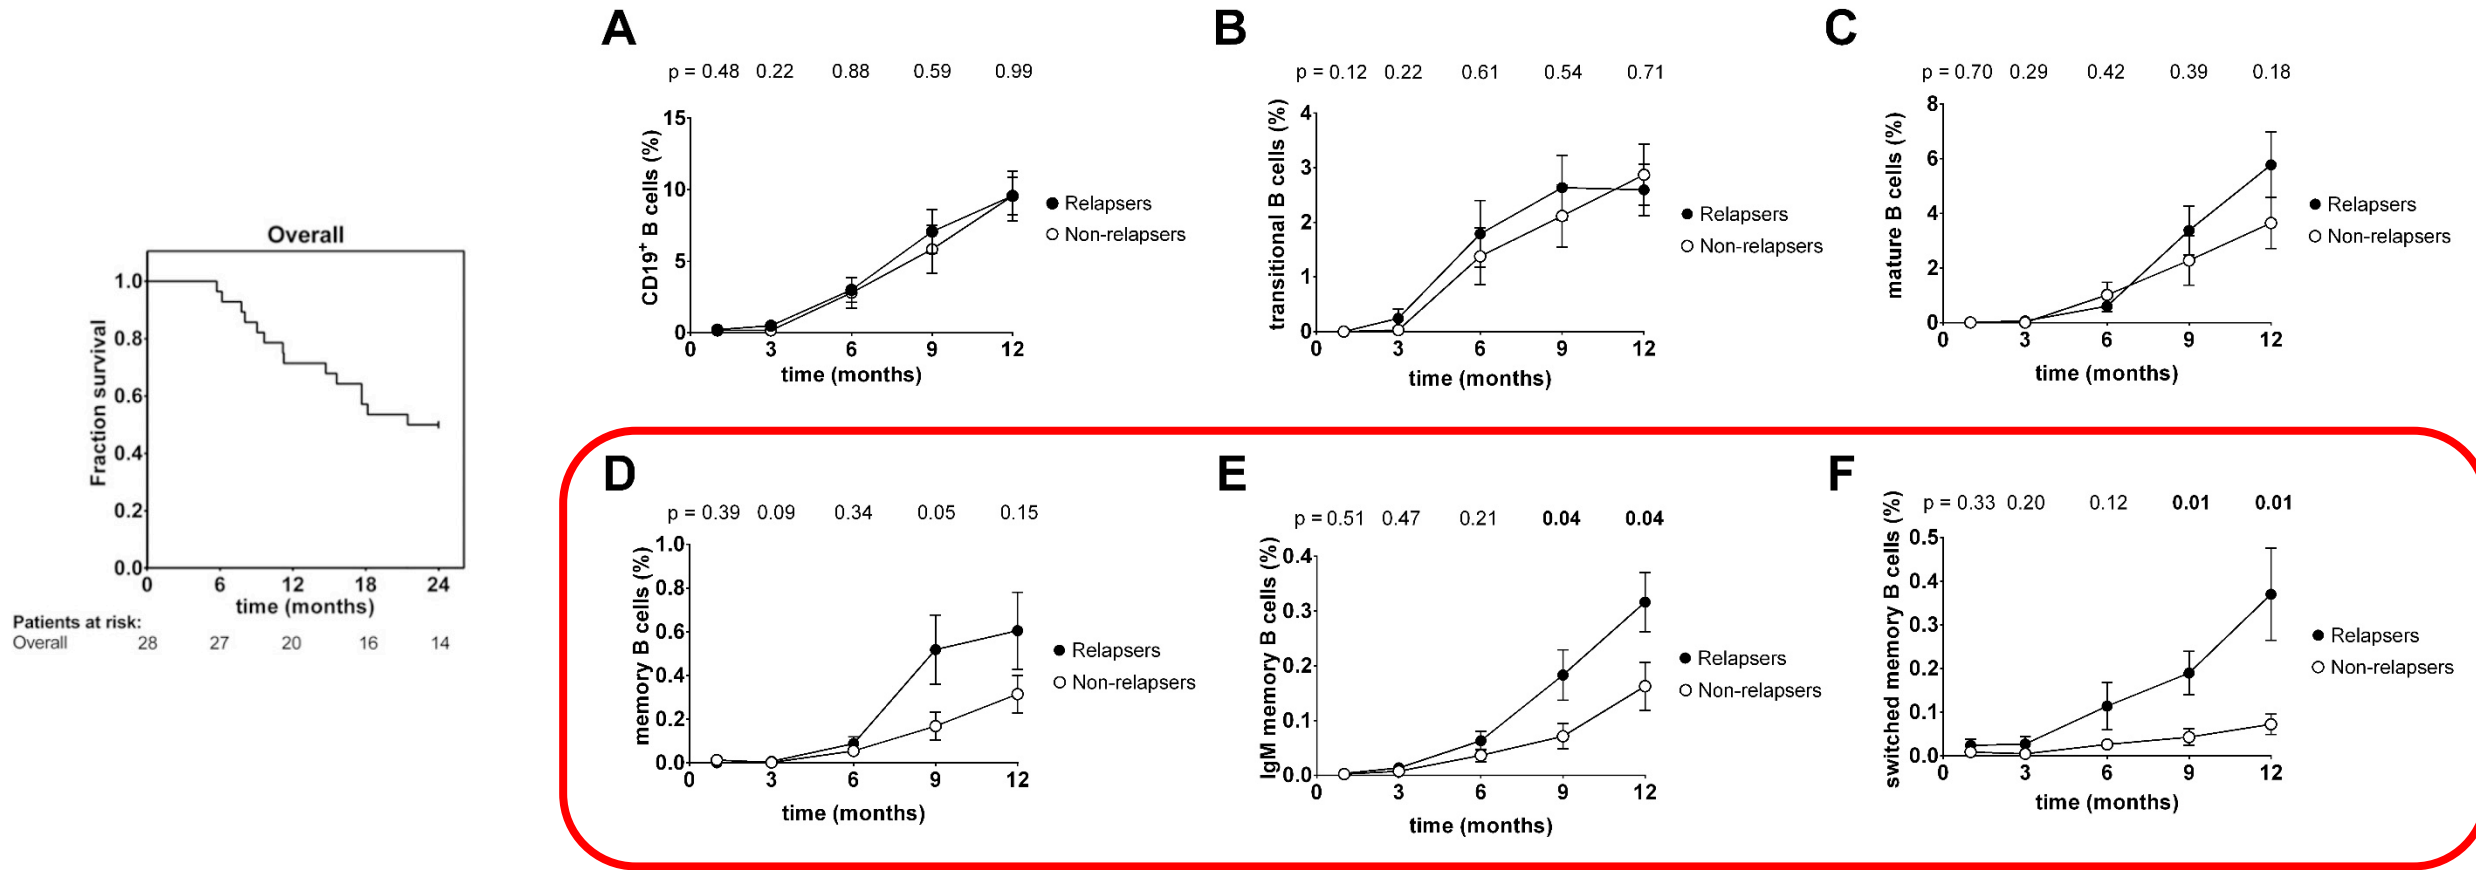 Overall
Fraction survival
1.0
0.8
0.6
0.4
0.2
0.0
0 6 12 18 24
time (months)
Patients at risk:
Overall 28 27 20 16 14
A
p = 0.48 0.22 0.88 0.59 0.99
CD19+ B cells (%)
15
10
5
0
0 3 6 9 12
time (months)
Relapsers
Non-relapsers
B
p = 0.12 0.22 0.61 0.54 0.71
transitional B cells (%)
4
3
2
1
0
0 3 6 9 12
time (months)
Relapsers
Non-relapsers
C
p = 0.70 0.29 0.42 0.39 0.18
mature B cells (%)
8
6
4
2
0
0 3 6 9 12
time (months)
Relapsers
Non-relapsers
D
p = 0.39 0.09 0.34 0.05 0.15
memory B cells (%)
1.0
0.8
0.6
0.4
0.2
0.0
0 3 6 9 12
time (months)
Relapsers
Non-relapsers
E
p = 0.51 0.47 0.21 0.04 0.04
IgM memory B cells (%)
0.4
0.3
0.2
0.1
0.0
0 3 6 9 12
time (months)
Relapsers
Non-relapsers
F
p = 0.33 0.20 0.12 0.01 0.01
switched memory B cells (%)
0.5
0.4
0.3
0.2
0.1
0.0
0 3 6 9 12
time (months)
Relapsers
Non-relapsers